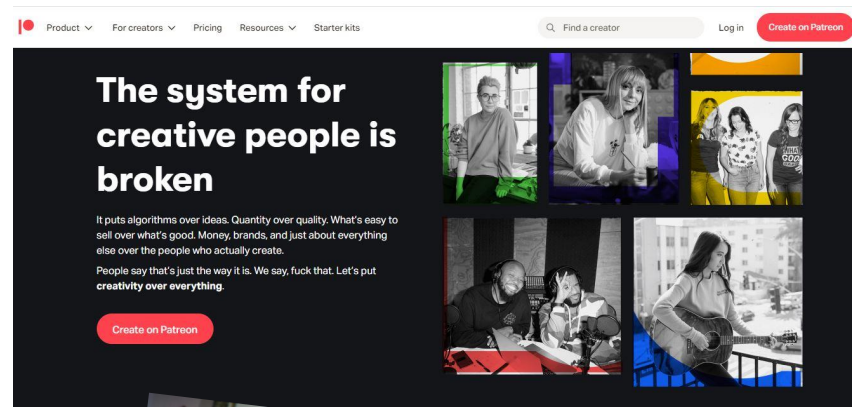 Product
For creators
Pricing
Resources
Starter kits
Find a creator
Log in
Create on Patreon
The system for
creative people is
broken
It puts algorithms over ideas. Quantity over quality. What's easy to
sell over what's good. Money, brands, and just about everything
else over the people who actually create.
People say that's just the way it is. We say, fuck that. Let's put
creativity over everything.
Create on Patreon